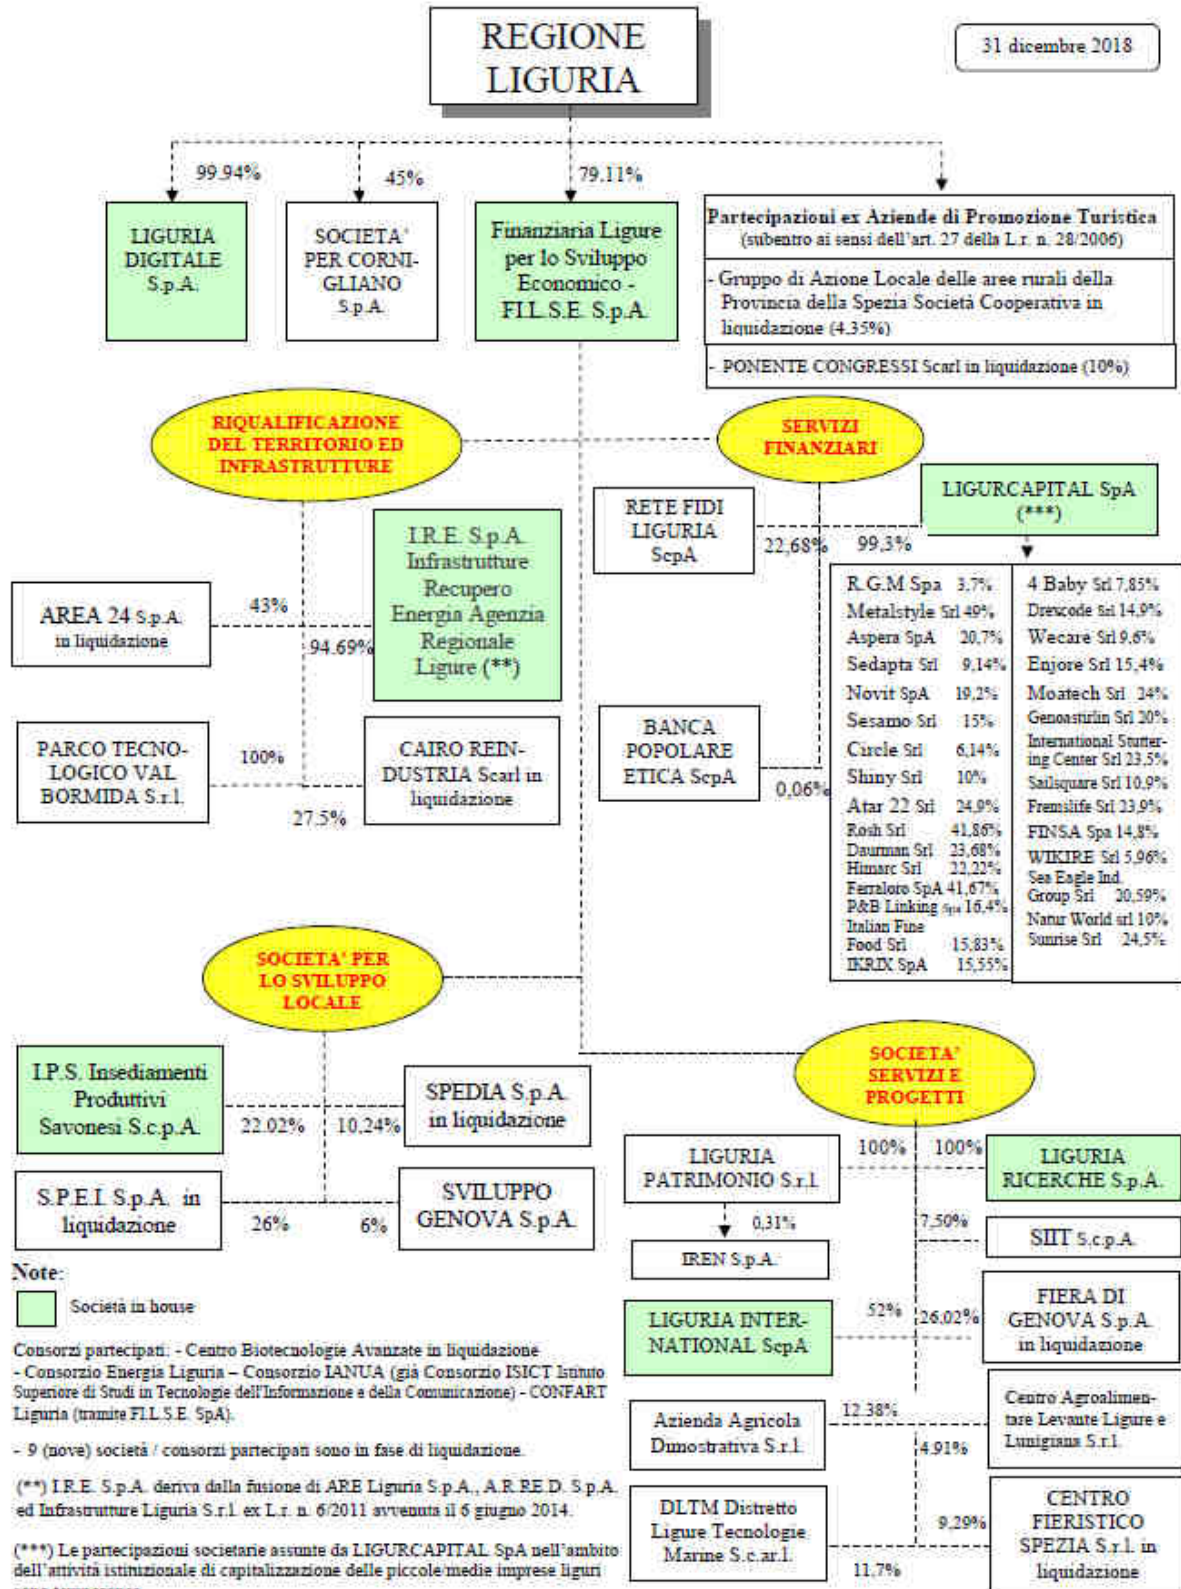 REGIONE
LIGURIA
31 dicembre 2018
99.94%
45%
79.11%
LIGURIA
DIGITALE
S.p.A.
SOCIETA'
PER CORNI-
GLIANO
S.p.A.
Finanziaria Ligure
per lo Sviluppo
Economico -
FI.L.S.E. S.p.A.
Partecipazioni ex Aziende di Promozione Turistica
(subentro ai sensi dell'art. 27 della L.r. n. 28/2006)
- Gruppo di Azione Locale delle aree rurali della
Provincia della Spezia Società Cooperativa in
liquidazione (4.35%)
- PONENTE CONGRESSI Scarl in liquidazione (10%)
RIQUALIFICAZIONE
DEL TERRITORIO ED
INFRASTRUTTURE
SERVIZI
FINANZIARI
I.R.E. S.p.A.
Infrastrutture
Recupero
Energia Agenzia
Regionale
Ligure (**)
AREA 24 S.p.A.
in liquidazione
43%
94.69%
PARCO TECNO-
LOGICO VAL
BORMIDA S.r.l.
100%
27.5%
CAIRO REIN-
DUSTRIA Scarl in
liquidazione
RETE FIDI
LIGURIA
ScpA
22,68%
99,3%
LIGURCAPITAL SpA
(***)
BANCA
POPOLARE
ETICA ScpA
0,06%
R.G.M Spa 3,7%
Metalstyle Srl 49%
Aspera SpA 20,7%
Sedapta Srl 9,14%
Novit SpA 19,2%
Sesamo Srl 15%
Circle Srl 6,14%
Shiny Srl 10%
Atar 22 Srl 24,9%
Rosh Srl 41,86%
Daurman Srl 23,68%
Himarc Srl 22,22%
Ferraloro SpA 41,67%
P&B Linking Spa 16,4%
Italian Fine
Food Srl 15,83%
IKRIX SpA 15,55%
4 Baby Srl 7,85%
Drexcode Srl 14,9%
Wecare Srl 9,6%
Enjore Srl 15,4%
Moatech Srl 24%
Genoastirlin Srl 20%
International Stutter-
ing Center Srl 23,5%
Sailsquare Srl 10,9%
Fremslife Srl 23,9%
FINSA Spa 14,8%
WIKIRE Srl 5,96%
Sea Eagle Ind.
Group Srl 20,59%
Natur World srl 10%
Sunrise Srl 24,5%
SOCIETA' PER
LO SVILUPPO
LOCALE
I.P.S. Insediamenti
Produttivi
Savonesi S.c.p.A.
22.02%
10,24%
SPEDIA S.p.A.
in liquidazione
S.P.E.I. S.p.A. in
liquidazione
26%
6%
SVILUPPO
GENOVA S.p.A.
SOCIETA'
SERVIZI E
PROGETTI
LIGURIA
PATRIMONIO S.r.l.
100%
100%
LIGURIA
RICERCHE S.p.A.
0,31%
IREN S.p.A.
7,50%
SIIT S.c.p.A.
LIGURIA INTER-
NATIONAL ScpA
52%
26,02%
FIERA DI
GENOVA S.p.A.
in liquidazione
Azienda Agricola
Dimostrativa S.r.l.
12.38%
4.91%
Centro Agroalimen-
tare Levante Ligure e
Lunigiana S.r.l.
DLTM Distretto
Ligure Tecnologie
Marine S.c.ar.l.
11,7%
9,29%
CENTRO
FIERISTICO
SPEZIA S.r.l. in
liquidazione
Note:
Società in house
Consorzi partecipati: - Centro Biotecnologie Avanzate in liquidazione
- Consorzio Energia Liguria – Consorzio IANUA (già Consorzio ISICT Istituto
Superiore di Studi in Tecnologie dell'Informazione e della Comunicazione) - CONFART
Liguria (tramite FI.L.S.E. SpA).
- 9 (nove) società / consorzi partecipati sono in fase di liquidazione.
(**) I.R.E. S.p.A. deriva dalla fusione di ARE Liguria S.p.A., A.R.RE.D. S.p.A.
ed Infrastrutture Liguria S.r.l. ex L.r. n. 6/2011 avvenuta il 6 giugno 2014.
(***) Le partecipazioni societarie assunte da LIGURCAPITAL SpA nell'ambito
dell'attività istituzionale di capitalizzazione delle piccole/medie imprese liguri